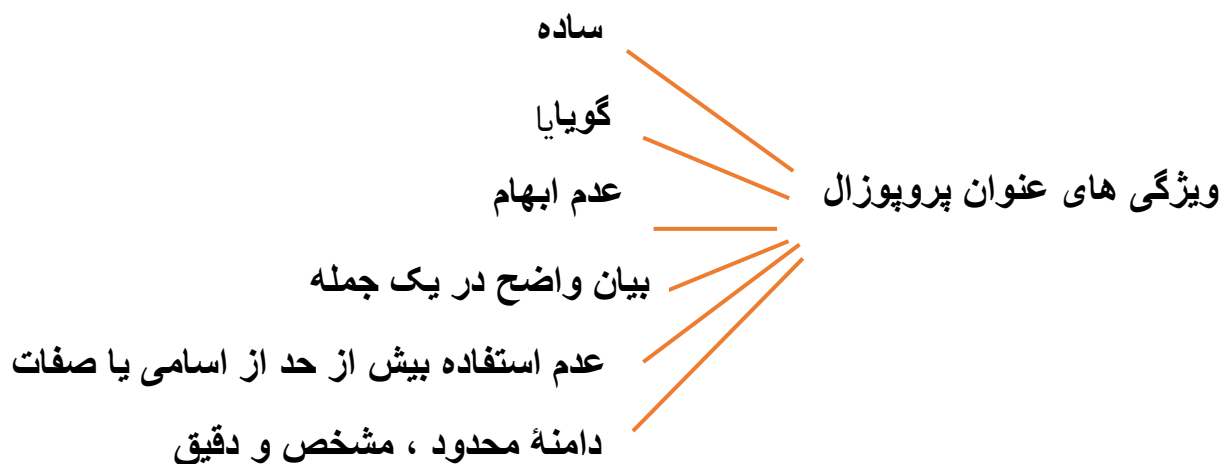 ویژگی های عنوان پروپوزال
ساده
گویایا
عدم ابهام
بیان واضح در یک جمله
عدم استفاده بیش از حد از اسامی یا صفات
دامنۀ محدود ، مشخص و دقیق